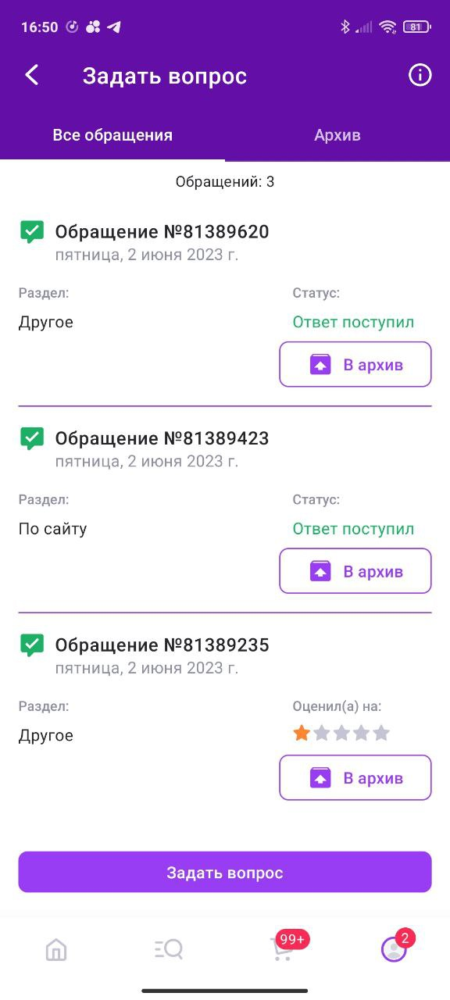 16:50
81
Задать вопрос
Все обращения
Архив
Обращений: 3
Обращение №81389620
пятница, 2 июня 2023 г.
Раздел:
Статус:
Другое
Ответ поступил
В архив
Обращение №81389423
пятница, 2 июня 2023 г.
Раздел:
Статус:
По сайту
Ответ поступил
В архив
Обращение №81389235
пятница, 2 июня 2023 г.
Раздел:
Оценил(а) на:
Другое
В архив
Задать вопрос
99+
2